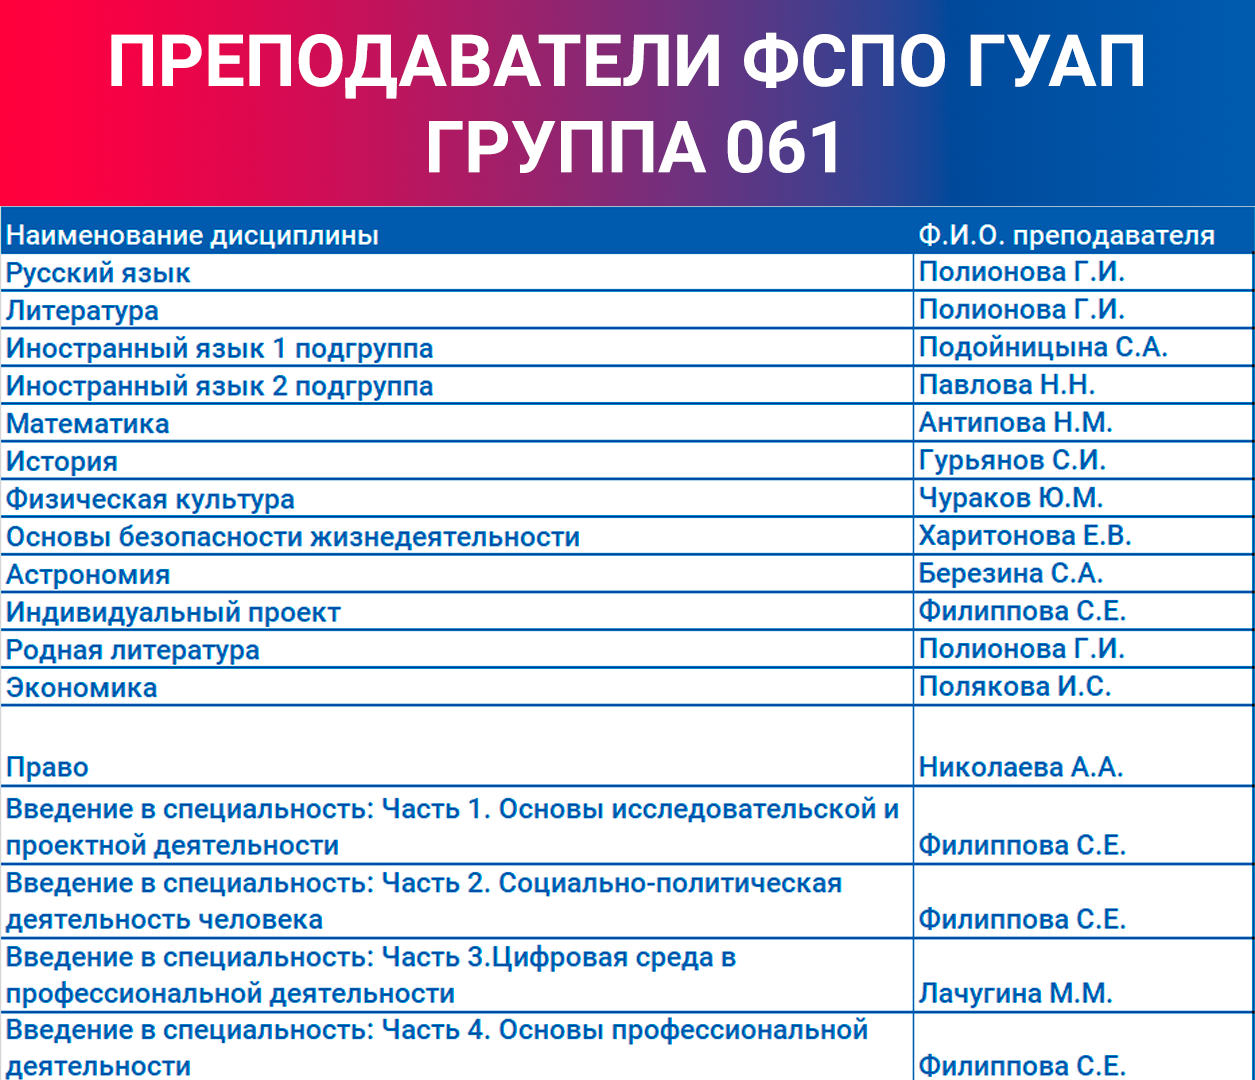 ПРЕПОДАВАТЕЛИ ФСПО ГУАП
ГРУППА 061
Наименование дисциплины Ф.И.О. преподавателя
Русский язык Полионова Г.И.
Литература Полионова Г.И.
Иностранный язык 1 подгруппа Подойницына С.А.
Иностранный язык 2 подгруппа Павлова Н.Н.
Математика Антипова Н.М.
История Гурьянов С.И.
Физическая культура Чураков Ю.М.
Основы безопасности жизнедеятельности Харитонова Е.В.
Астрономия Березина С.А.
Индивидуальный проект Филиппова С.Е.
Родная литература Полионова Г.И.
Экономика Полякова И.С.
Право Николаева А.А.
Введение в специальность: Часть 1. Основы исследовательской и
проектной деятельности Филиппова С.Е.
Введение в специальность: Часть 2. Социально-политическая
деятельность человека Филиппова С.Е.
Введение в специальность: Часть 3.Цифровая среда в
профессиональной деятельности Лачугина М.М.
Введение в специальность: Часть 4. Основы профессиональной
деятельности Филиппова С.Е.